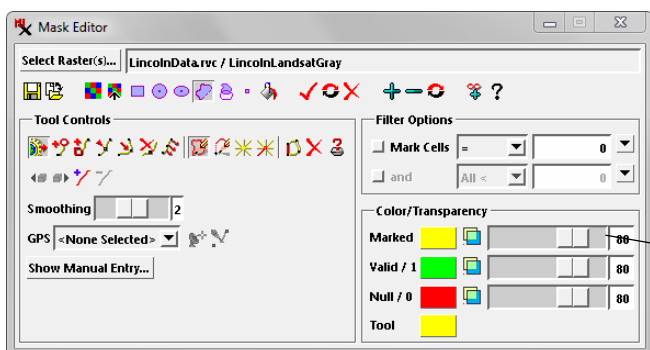 Mask Editor
Select Raster(s)... LincolnData.rvc / LincolnLandsatGray
?
Tool Controls
Smoothing 2
GPS <None Selected>
Show Manual Entry...
Filter Options
Mark Cells = 0
and All < 0
Color/Transparency
Marked 80
Valid / 1 80
Null / 0 80
Tool